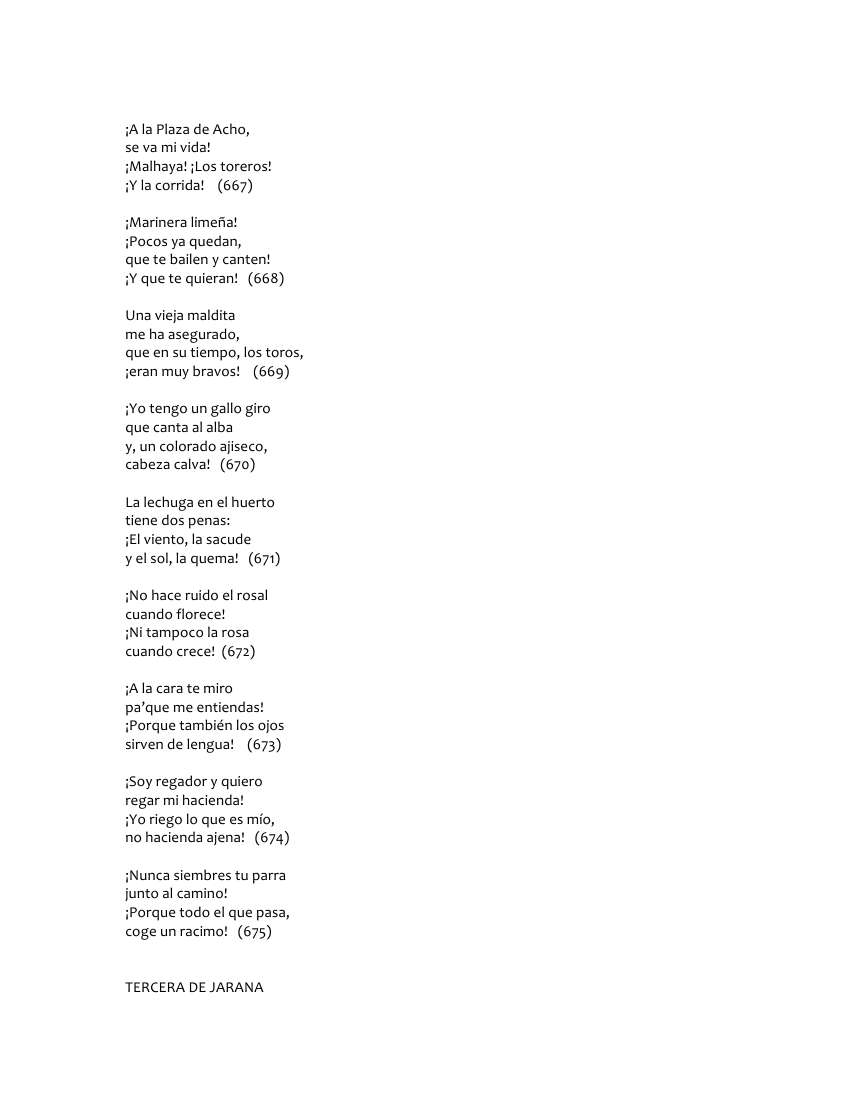 ¡A la Plaza de Acho,
se va mi vida!
¡Malhaya! ¡Los toreros!
¡Y la corrida! (667)

¡Marinera limeña!
¡Pocos ya quedan,
que te bailen y canten!
¡Y que te quieran! (668)

Una vieja maldita
me ha asegurado,
que en su tiempo, los toros,
¡eran muy bravos! (669)

¡Yo tengo un gallo giro
que canta al alba
y, un colorado ajiseco,
cabeza calva! (670)

La lechuga en el huerto
tiene dos penas:
¡El viento, la sacude
y el sol, la quema! (671)

¡No hace ruido el rosal
cuando florece!
¡Ni tampoco la rosa
cuando crece! (672)

¡A la cara te miro
pa’que me entiendas!
¡Porque también los ojos
sirven de lengua! (673)

¡Soy regador y quiero
regar mi hacienda!
¡Yo riego lo que es mío,
no hacienda ajena! (674)

¡Nunca siembres tu parra
junto al camino!
¡Porque todo el que pasa,
coge un racimo! (675)

TERCERA DE JARANA